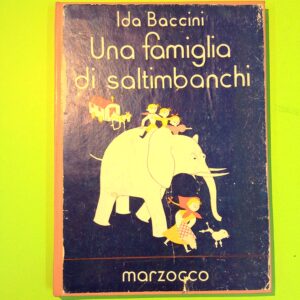 Ida Baccini
Una famiglia
di saltimbanchi
marzocco